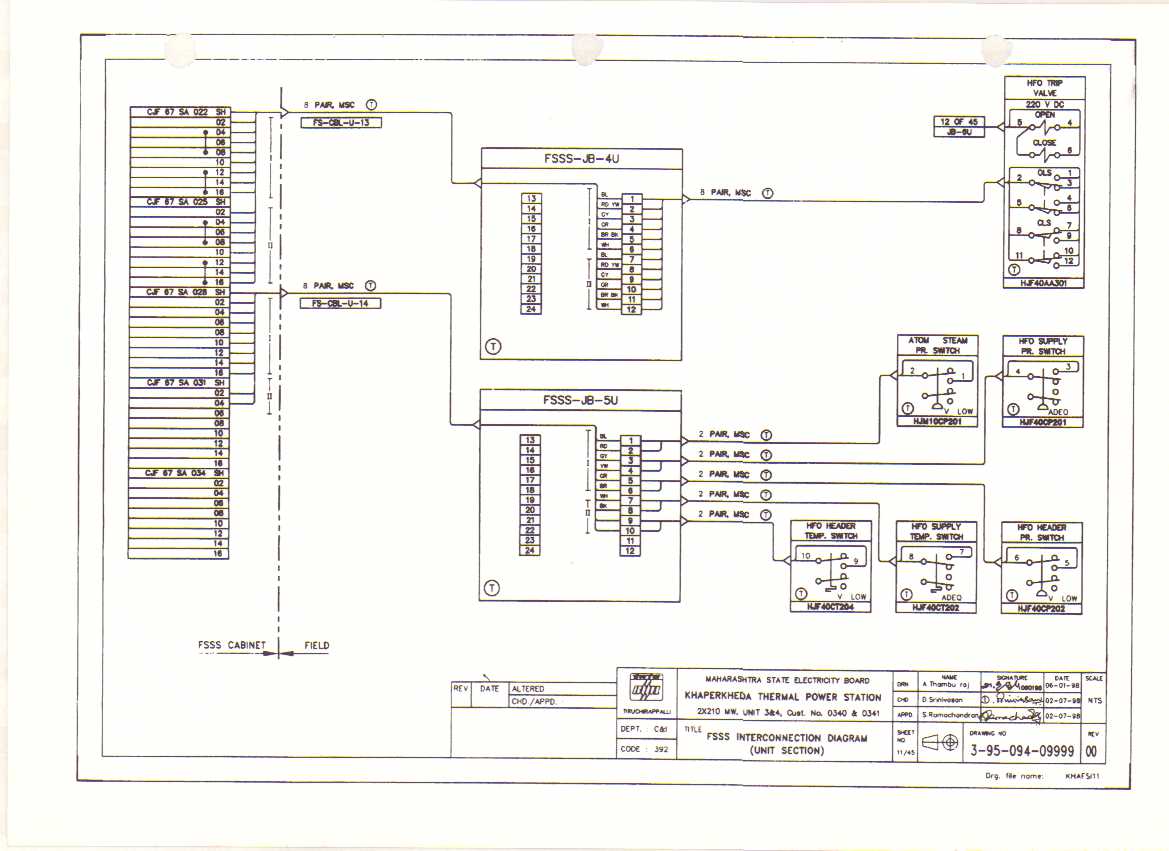 8 PAIR, MSC T
FS-CBL-U-13
CJF 67 SA 022 SH
02
04
06
08
10
12
14
16
CJF 67 SA 025 SH
02
04
06
08
10
12
14
16
CJF 67 SA 028 SH
02
04
06
08
10
12
14
16
CJF 67 SA 031 SH
02
04
06
08
10
12
14
16
CJF 67 SA 034 SH
02
04
06
08
10
12
14
16
I
II
I
II
8 PAIR, MSC T
FS-CBL-U-14
FSSS CABINET
FIELD
FSSS-JB-4U
13
14
15
16
17
18
19
20
21
22
23
24
I
II
BL 1
RD YW 2
GY 3
OR 4
BR BK 5
WH 6
BL 7
RD YW 8
GY 9
OR 10
BR BK 11
WH 12
T
8 PAIR, MSC T
FSSS-JB-5U
13
14
15
16
17
18
19
20
21
22
23
24
I
II
BL 1
RD 2
GY 3
YW 4
OR 5
BR 6
WH 7
BK 8
9
10
11
12
T
2 PAIR, MSC T
2 PAIR, MSC T
2 PAIR, MSC T
2 PAIR, MSC T
2 PAIR, MSC T
12 OF 45
JB-6U
HFO TRIP
VALVE
220 V DC
OPEN
5 4
CLOSE
6
OLS
2 1
3
5 4
6
CLS
8 7
9
11 10
12
T
HJF40AA301
ATOM STEAM
PR. SWITCH
2 1
T V LOW
HJM10CP201
HFO SUPPLY
PR. SWITCH
4 3
T ADEQ
HJF40CP201
HFO HEADER
TEMP. SWITCH
10 9
T V LOW
HJF40CT204
HFO SUPPLY
TEMP. SWITCH
8 7
T ADEQ
HJF40CT202
HFO HEADER
PR. SWITCH
6 5
T V LOW
HJF40CP202
REV DATE ALTERED
CHD./APPD.
TIRUCHIRAPPALLI
DEPT. C&I
CODE : 392
MAHARASHTRA STATE ELECTRICITY BOARD
KHAPERKHEDA THERMAL POWER STATION
2X210 MW, UNIT 3&4, Cust. No. 0340 & 0341
TITLE
FSSS INTERCONNECTION DIAGRAM
(UNIT SECTION)
NAME SIGNATURE DATE SCALE
DRN A Thambu raj 06-01-98
CHD D Srinivasan D. Srinivasan 02-07-98 NTS
APPD. S Ramachandran 02-07-98
SHEET
NO
11/45
DRAWING NO
3-95-094-09999
REV
00
Drg. file name: KHAFS111